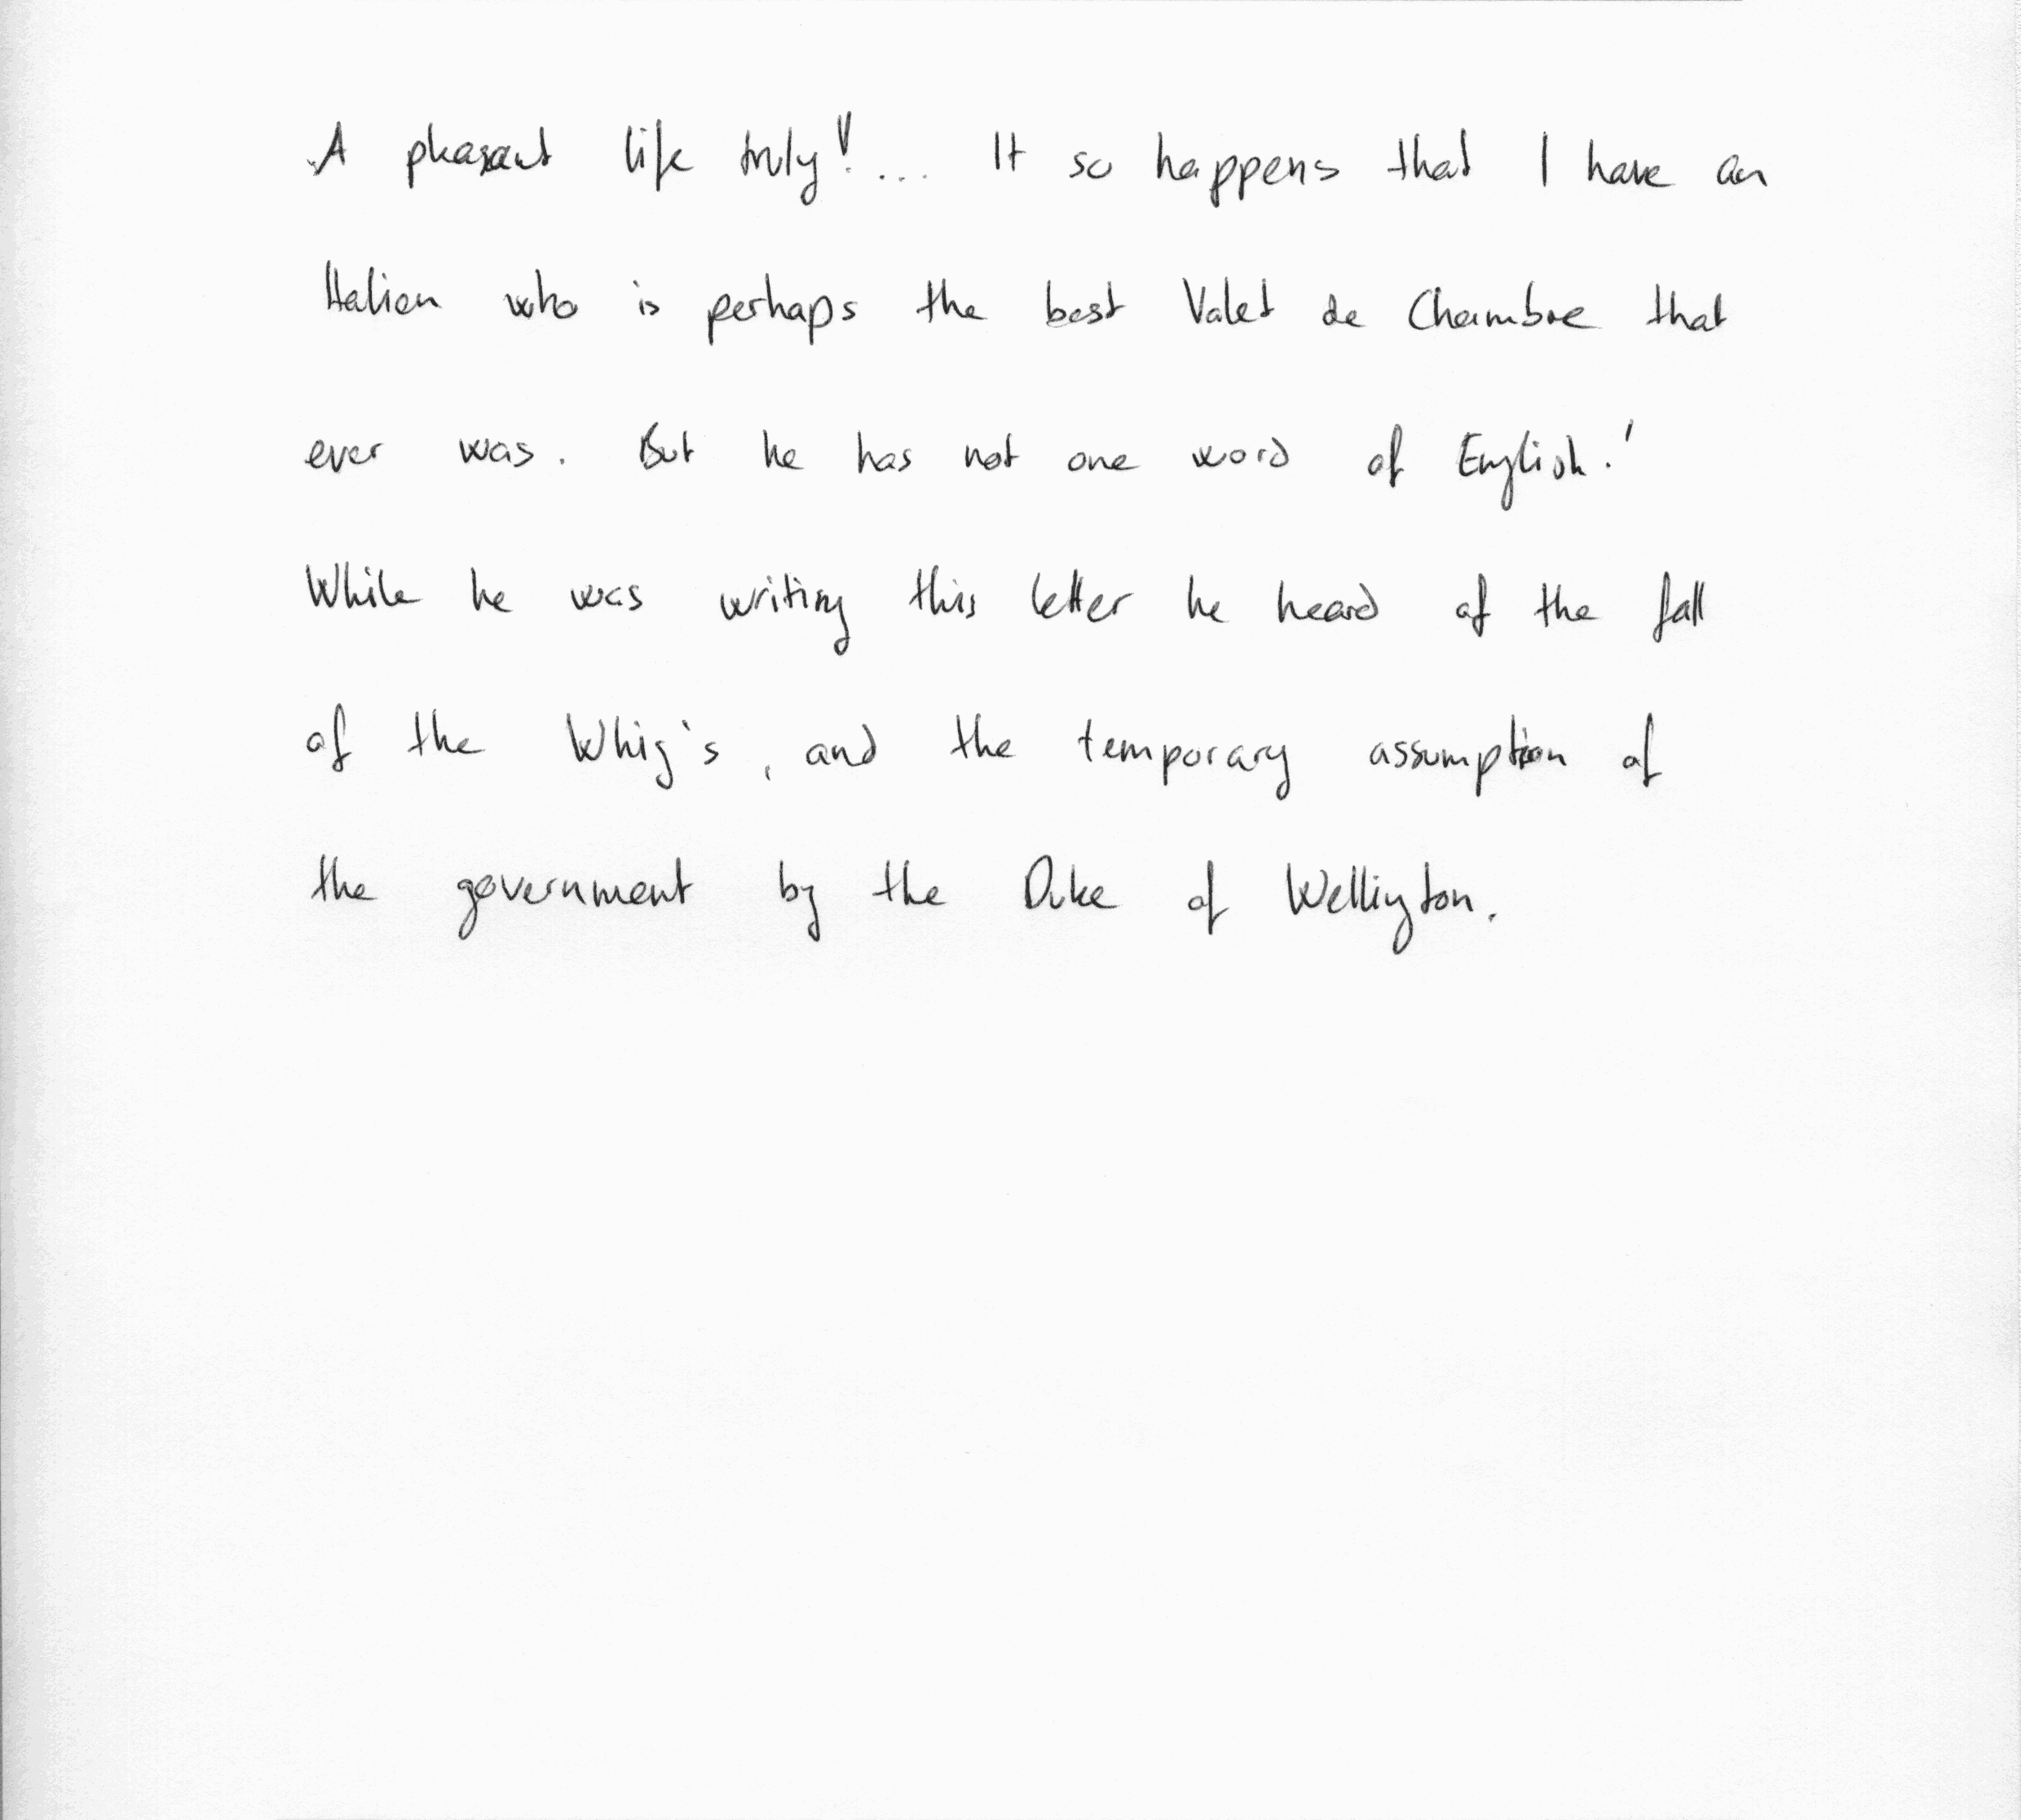 A pleasant life truly! ... It so happens that I have an
Italian who is perhaps the best Valet de Chambre that
ever was. But he has not one word of English.'
While he was writing this letter he heard of the fall
of the Whig's, and the temporary assumption of
the government by the Duke of Wellington.